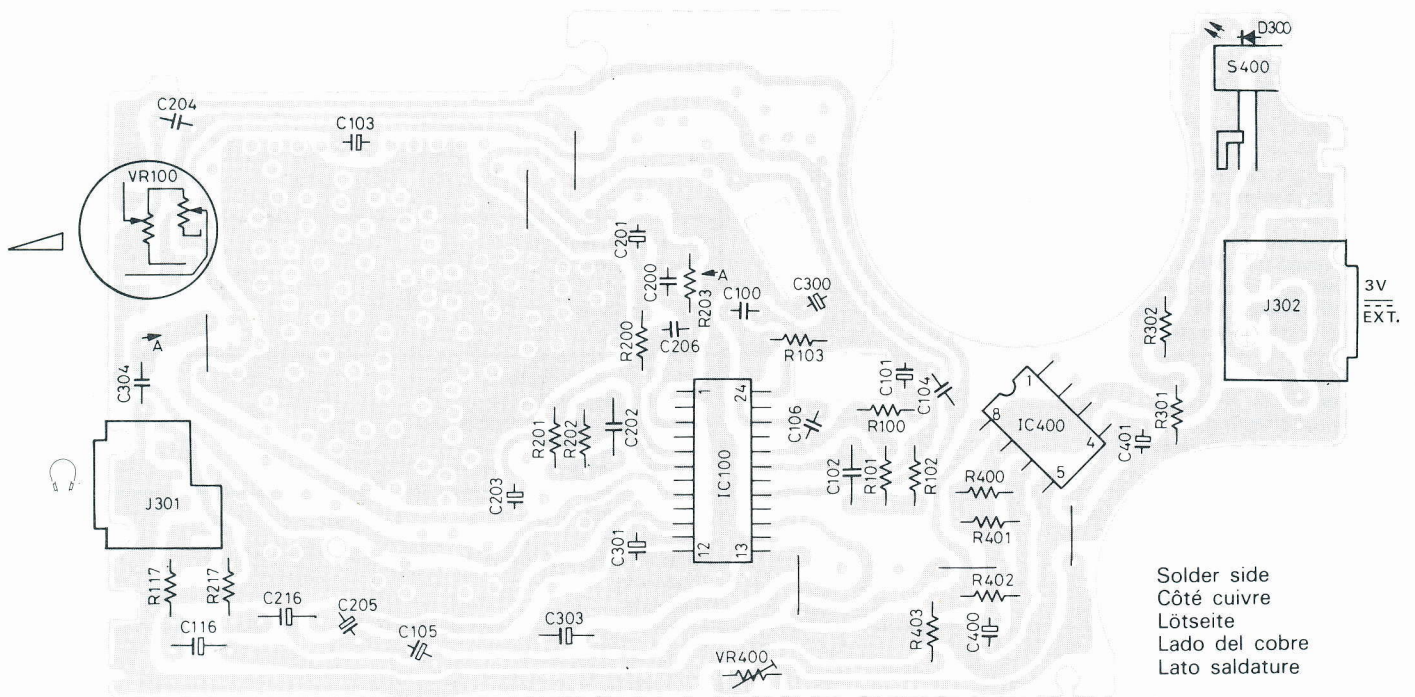 D300
S400
C204
C103
VR100
C201
C200
R203
A
C100
C300
3V
EXT.
J302
R302
R200
C206
R103
A
C304
C101
C104
1
24
1
8
IC400
4
5
C401
R301
R201
R202
C202
IC100
C106
R100
C102
R101
R102
R400
J301
C203
R401
C301
12
13
R402
R117
R217
C216
C205
C116
C105
C303
R403
C400
VR400
Solder side
Côté cuivre
Lötseite
Lado del cobre
Lato saldature